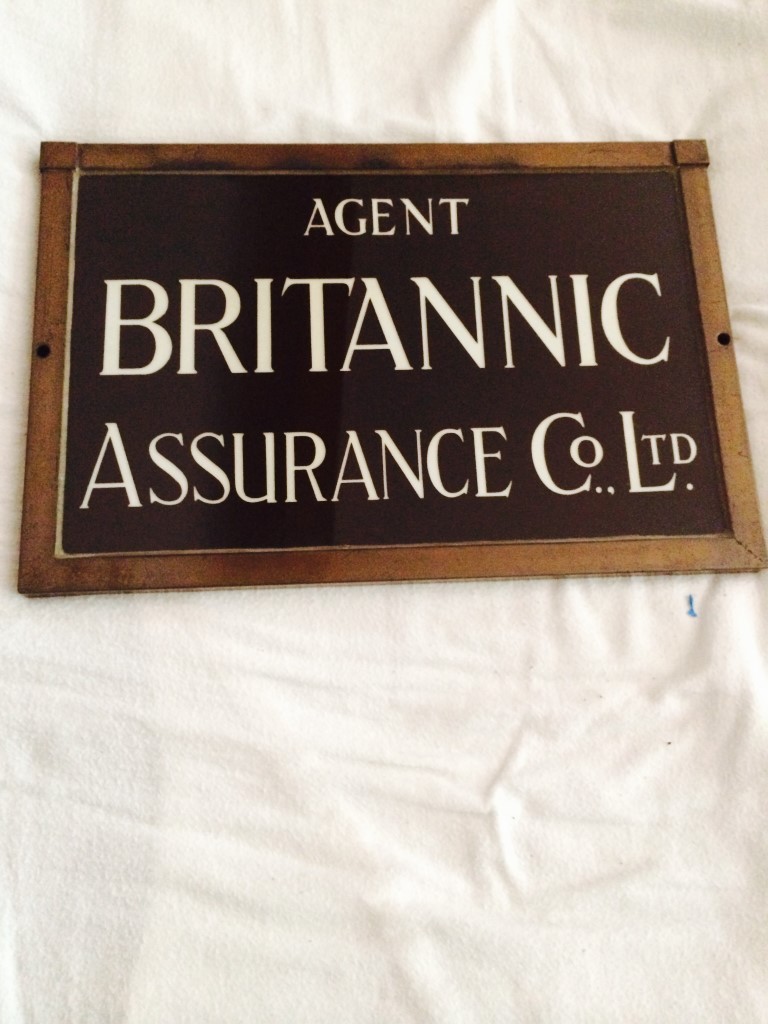 AGENT
BRITANNIC
ASSURANCE CO., LTD.